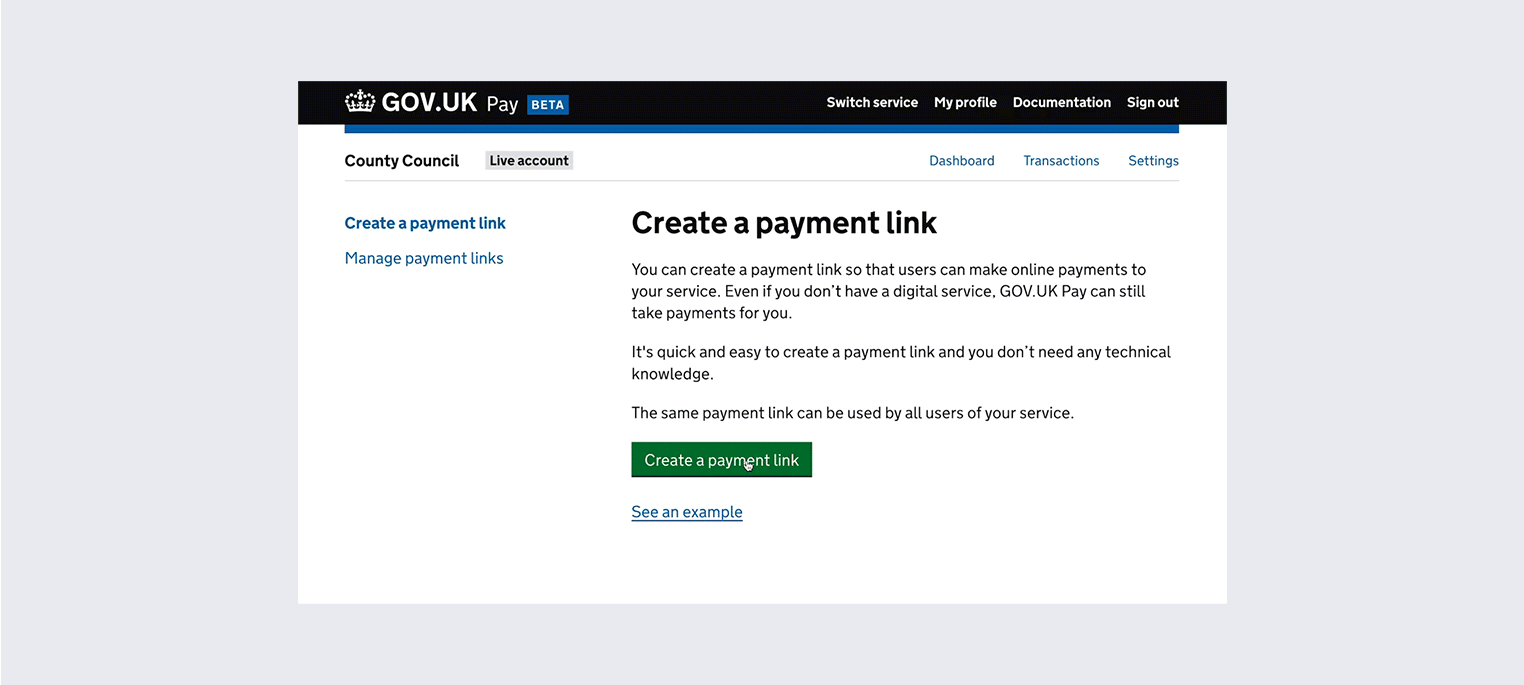 GOV.UK Pay BETA Switch service My profile Documentation Sign out
County Council Live account Dashboard Transactions Settings
Create a payment link
Manage payment links
Create a payment link
You can create a payment link so that users can make online payments to
your service. Even if you don’t have a digital service, GOV.UK Pay can still
take payments for you.
It's quick and easy to create a payment link and you don’t need any technical
knowledge.
The same payment link can be used by all users of your service.
Create a payment link
See an example